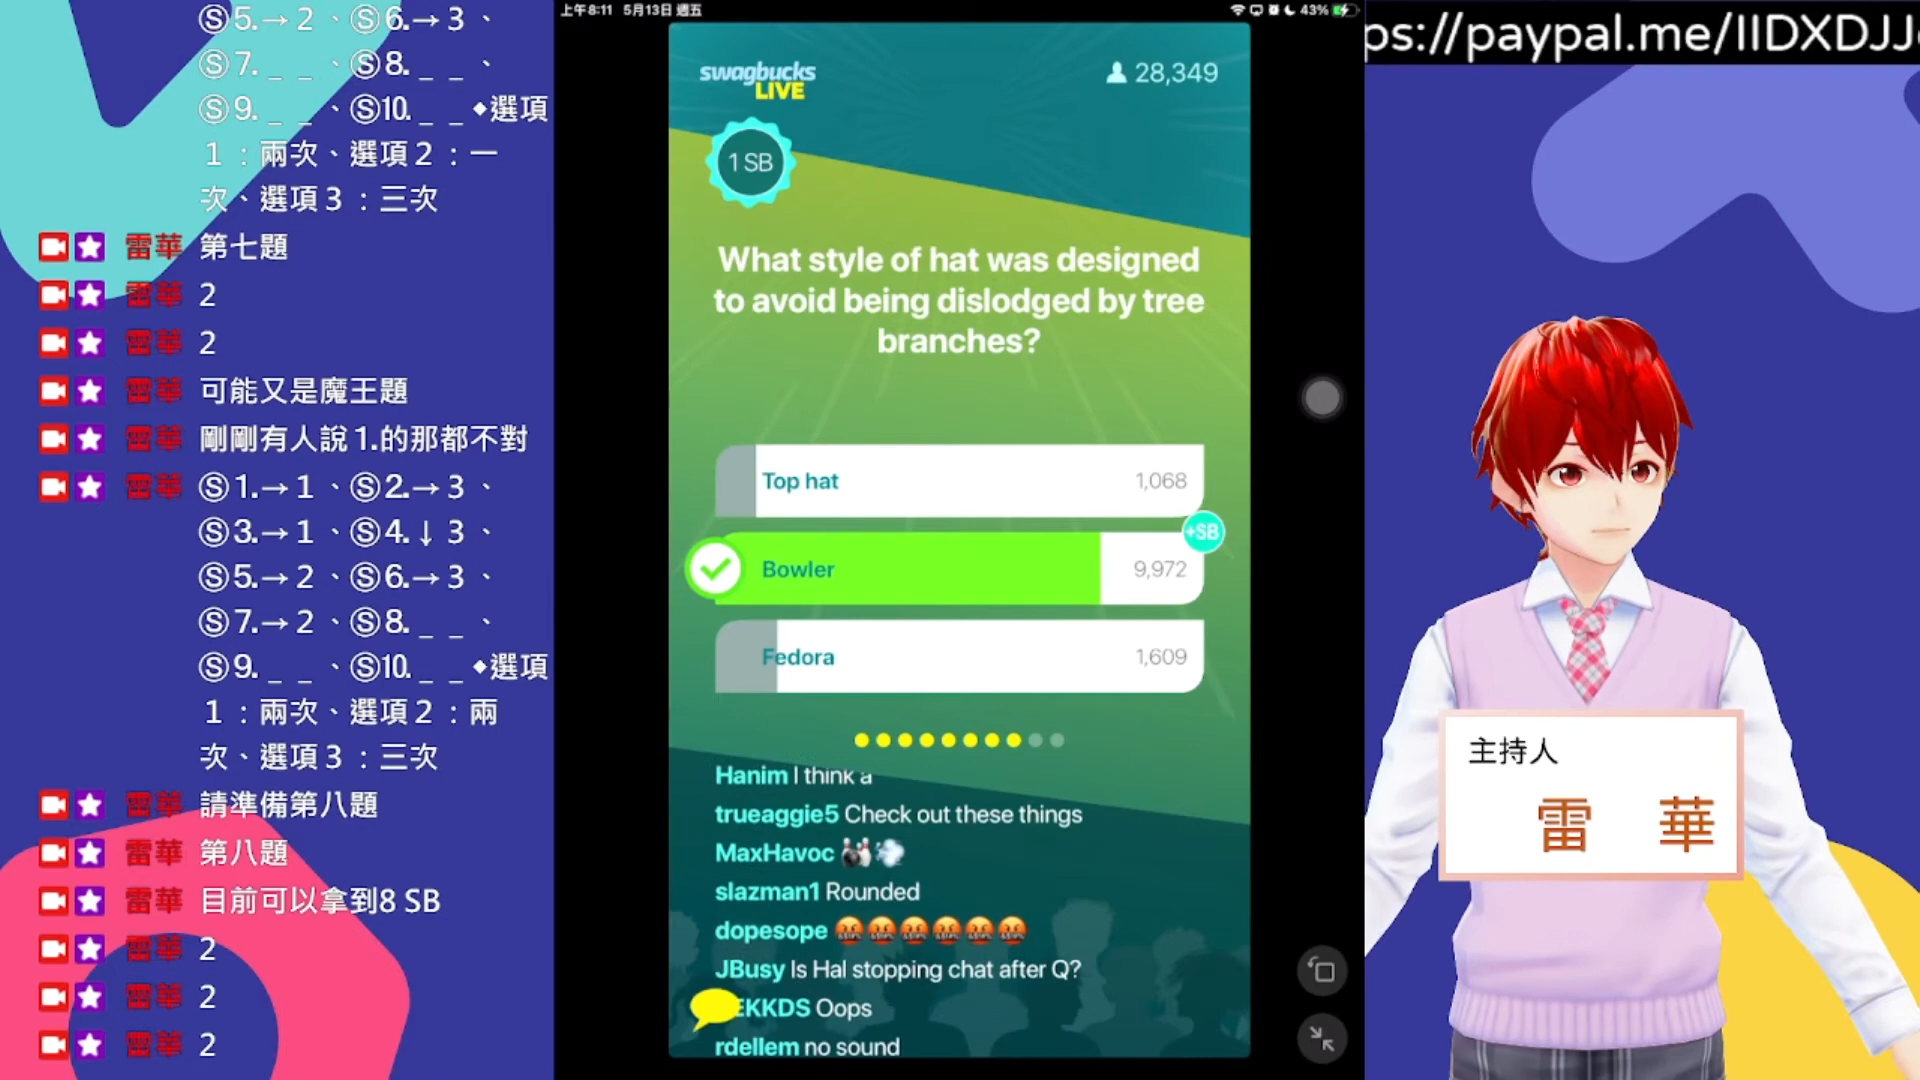 Ⓢ5.→２、Ⓢ6.→３、
Ⓢ7.＿＿、Ⓢ8.＿＿、
Ⓢ9.＿＿、Ⓢ10.＿＿◆選項
１：兩次、選項２：一
次、選項３：三次
雷華 第七題
雷華 2
雷華 2
雷華 可能又是魔王題
雷華 剛剛有人說1.的那都不對
雷華 Ⓢ1.→１、Ⓢ2.→３、
Ⓢ3.→１、Ⓢ4.↓３、
Ⓢ5.→２、Ⓢ6.→３、
Ⓢ7.→２、Ⓢ8.＿＿、
Ⓢ9.＿＿、Ⓢ10.＿＿◆選項
１：兩次、選項２：兩
次、選項３：三次
雷華 請準備第八題
雷華 第八題
雷華 目前可以拿到8 SB
雷華 2
雷華 2
雷華 2
上午8:11 5月13日 週五
43%
swagbucks
LIVE
28,349
1 SB
What style of hat was designed
to avoid being dislodged by tree
branches?
Top hat 1,068
+SB
Bowler 9,972
Fedora 1,609
Hanim I think a
trueaggie5 Check out these things
MaxHavoc 🎳💨
slazman1 Rounded
dopesope 🤬🤬🤬🤬🤬🤬
JBusy Is Hal stopping chat after Q?
EKKDS Oops
rdellem no sound
ps://paypal.me/IIDXDJJ
主持人
雷 華